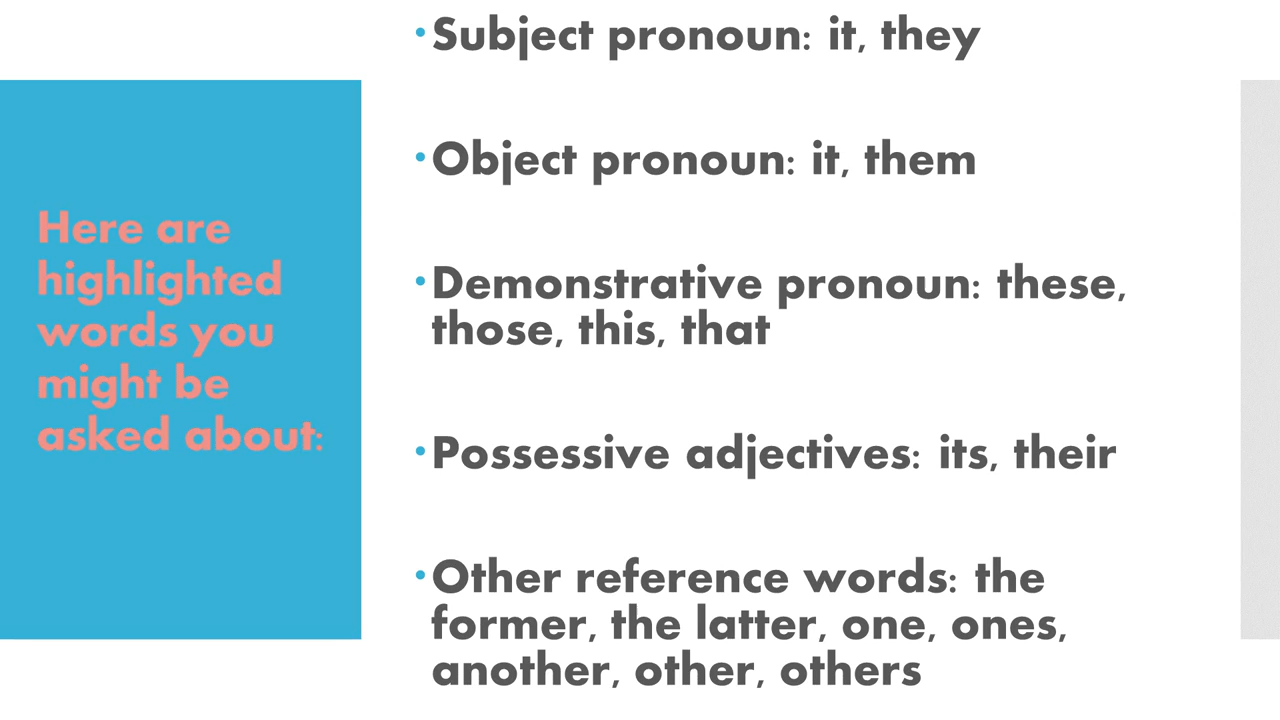 Here are
highlighted
words you
might be
asked about:
•Subject pronoun: it, they
•Object pronoun: it, them
•Demonstrative pronoun: these,
those, this, that
•Possessive adjectives: its, their
•Other reference words: the
former, the latter, one, ones,
another, other, others